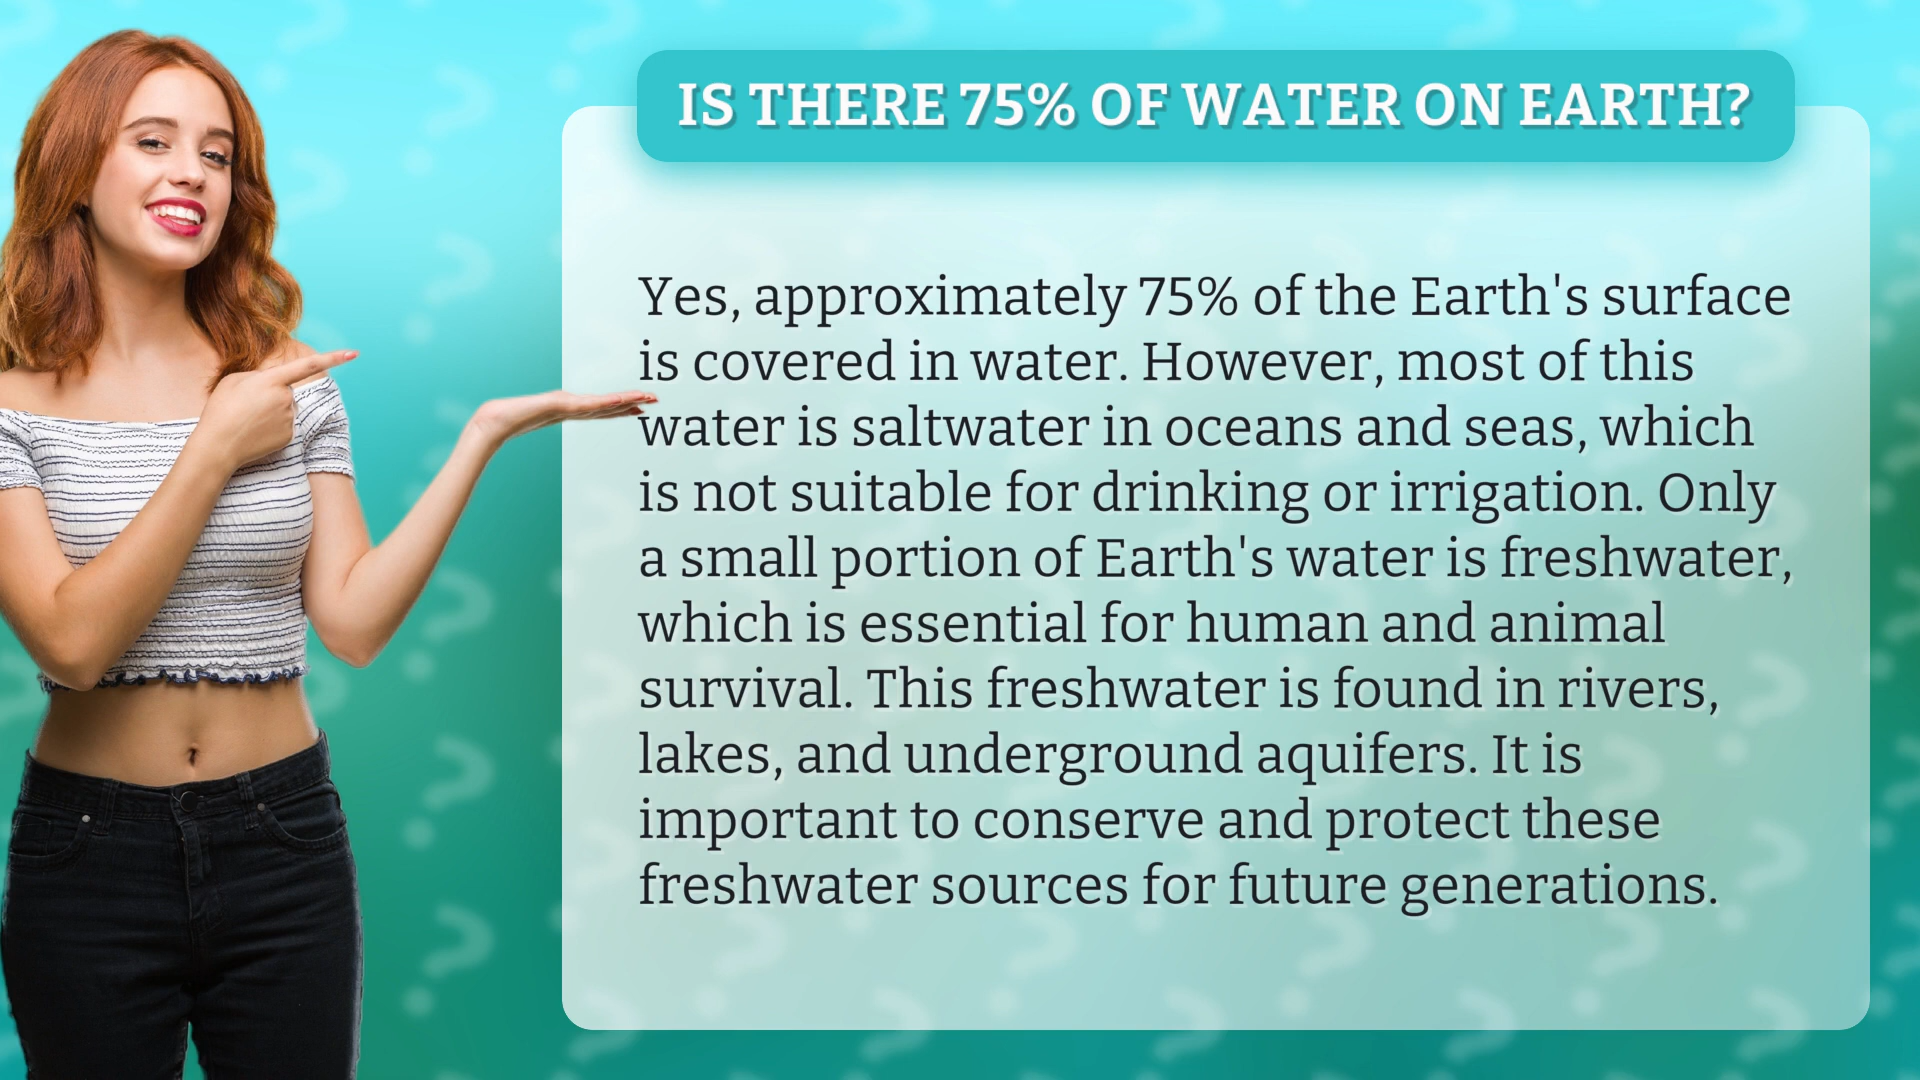 IS THERE 75% OF WATER ON EARTH?
Yes, approximately 75% of the Earth's surface
is covered in water. However, most of this
water is saltwater in oceans and seas, which
is not suitable for drinking or irrigation. Only
a small portion of Earth's water is freshwater,
which is essential for human and animal
survival. This freshwater is found in rivers,
lakes, and underground aquifers. It is
important to conserve and protect these
freshwater sources for future generations.